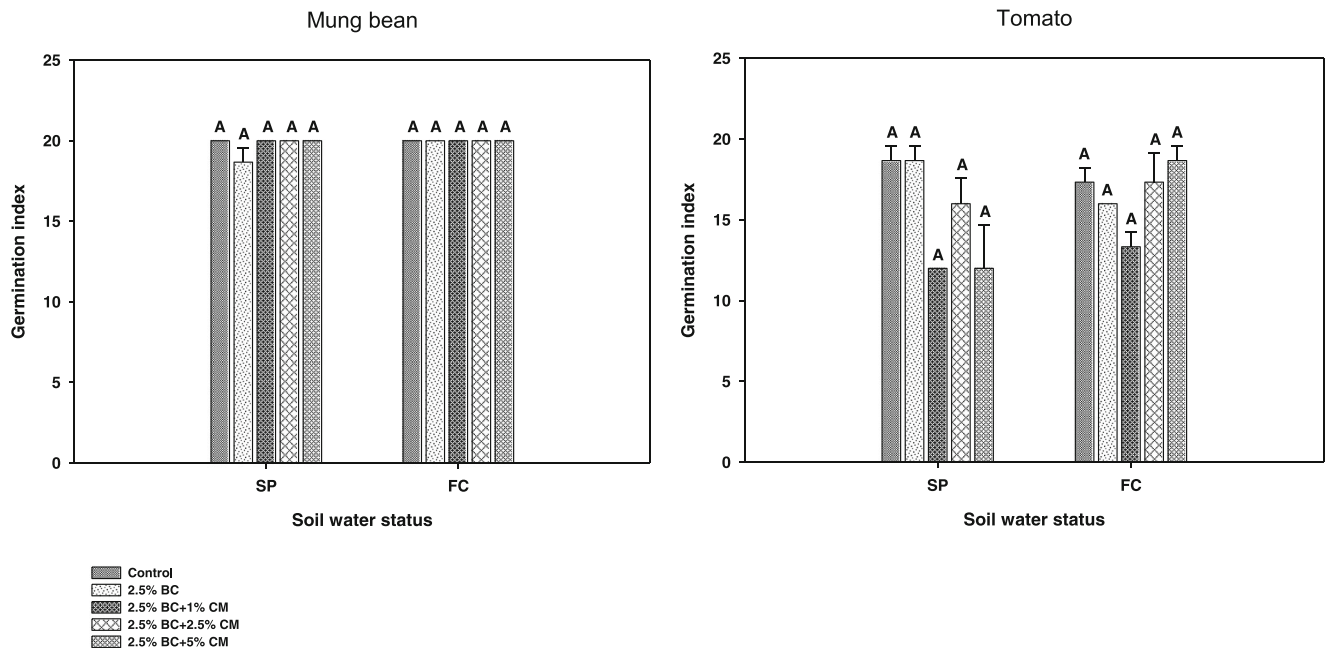 Mung bean
Tomato
25
20
15
10
5
0
Germination index
A A A A A
A A A A A
SP FC
Soil water status
25
20
15
10
5
0
Germination index
A A A A A
A A A A A
SP FC
Soil water status
Control
2.5% BC
2.5% BC+1% CM
2.5% BC+2.5% CM
2.5% BC+5% CM